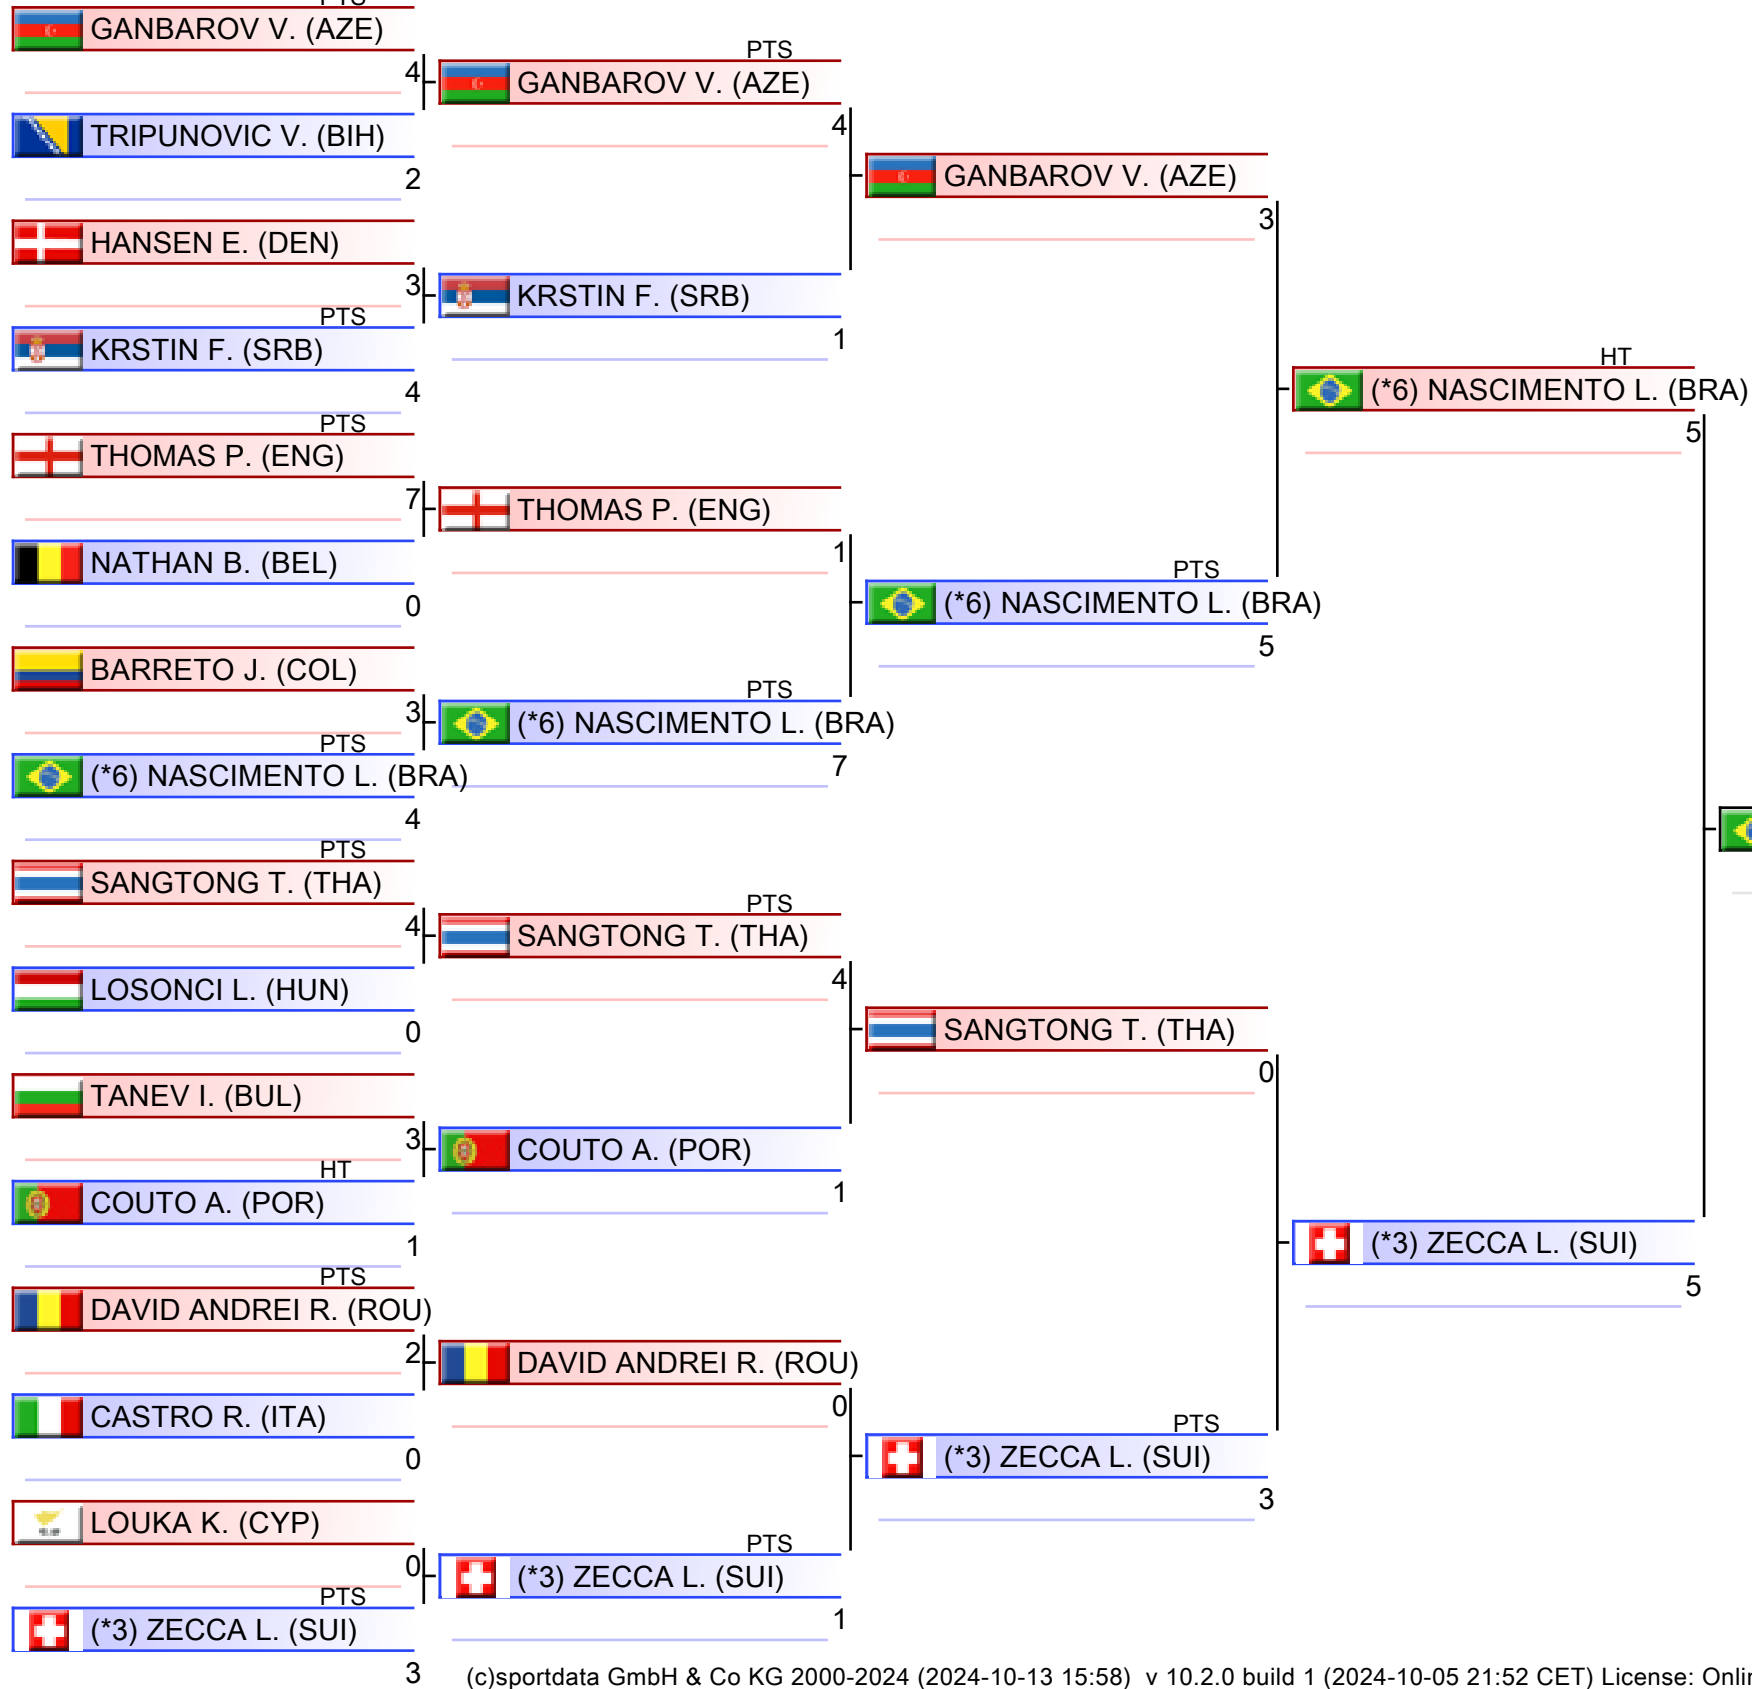 PTS
GANBAROV V. (AZE)
4
TRIPUNOVIC V. (BIH)
2
HANSEN E. (DEN)
3
PTS
KRSTIN F. (SRB)
4
PTS
THOMAS P. (ENG)
7
NATHAN B. (BEL)
0
BARRETO J. (COL)
3
PTS
(*6) NASCIMENTO L. (BRA)
4
PTS
SANGTONG T. (THA)
4
LOSONCI L. (HUN)
0
TANEV I. (BUL)
3
HT
COUTO A. (POR)
1
PTS
DAVID ANDREI R. (ROU)
2
CASTRO R. (ITA)
0
LOUKA K. (CYP)
0
PTS
(*3) ZECCA L. (SUI)
3
PTS
GANBAROV V. (AZE)
4
KRSTIN F. (SRB)
1
THOMAS P. (ENG)
1
PTS
(*6) NASCIMENTO L. (BRA)
7
PTS
SANGTONG T. (THA)
4
COUTO A. (POR)
1
DAVID ANDREI R. (ROU)
0
PTS
(*3) ZECCA L. (SUI)
1
GANBAROV V. (AZE)
3
PTS
(*6) NASCIMENTO L. (BRA)
5
SANGTONG T. (THA)
0
PTS
(*3) ZECCA L. (SUI)
3
HT
(*6) NASCIMENTO L. (BRA)
5
(*3) ZECCA L. (SUI)
5
(c)sportdata GmbH & Co KG 2000-2024 (2024-10-13 15:58) v 10.2.0 build 1 (2024-10-05 21:52 CET) License: Onlin